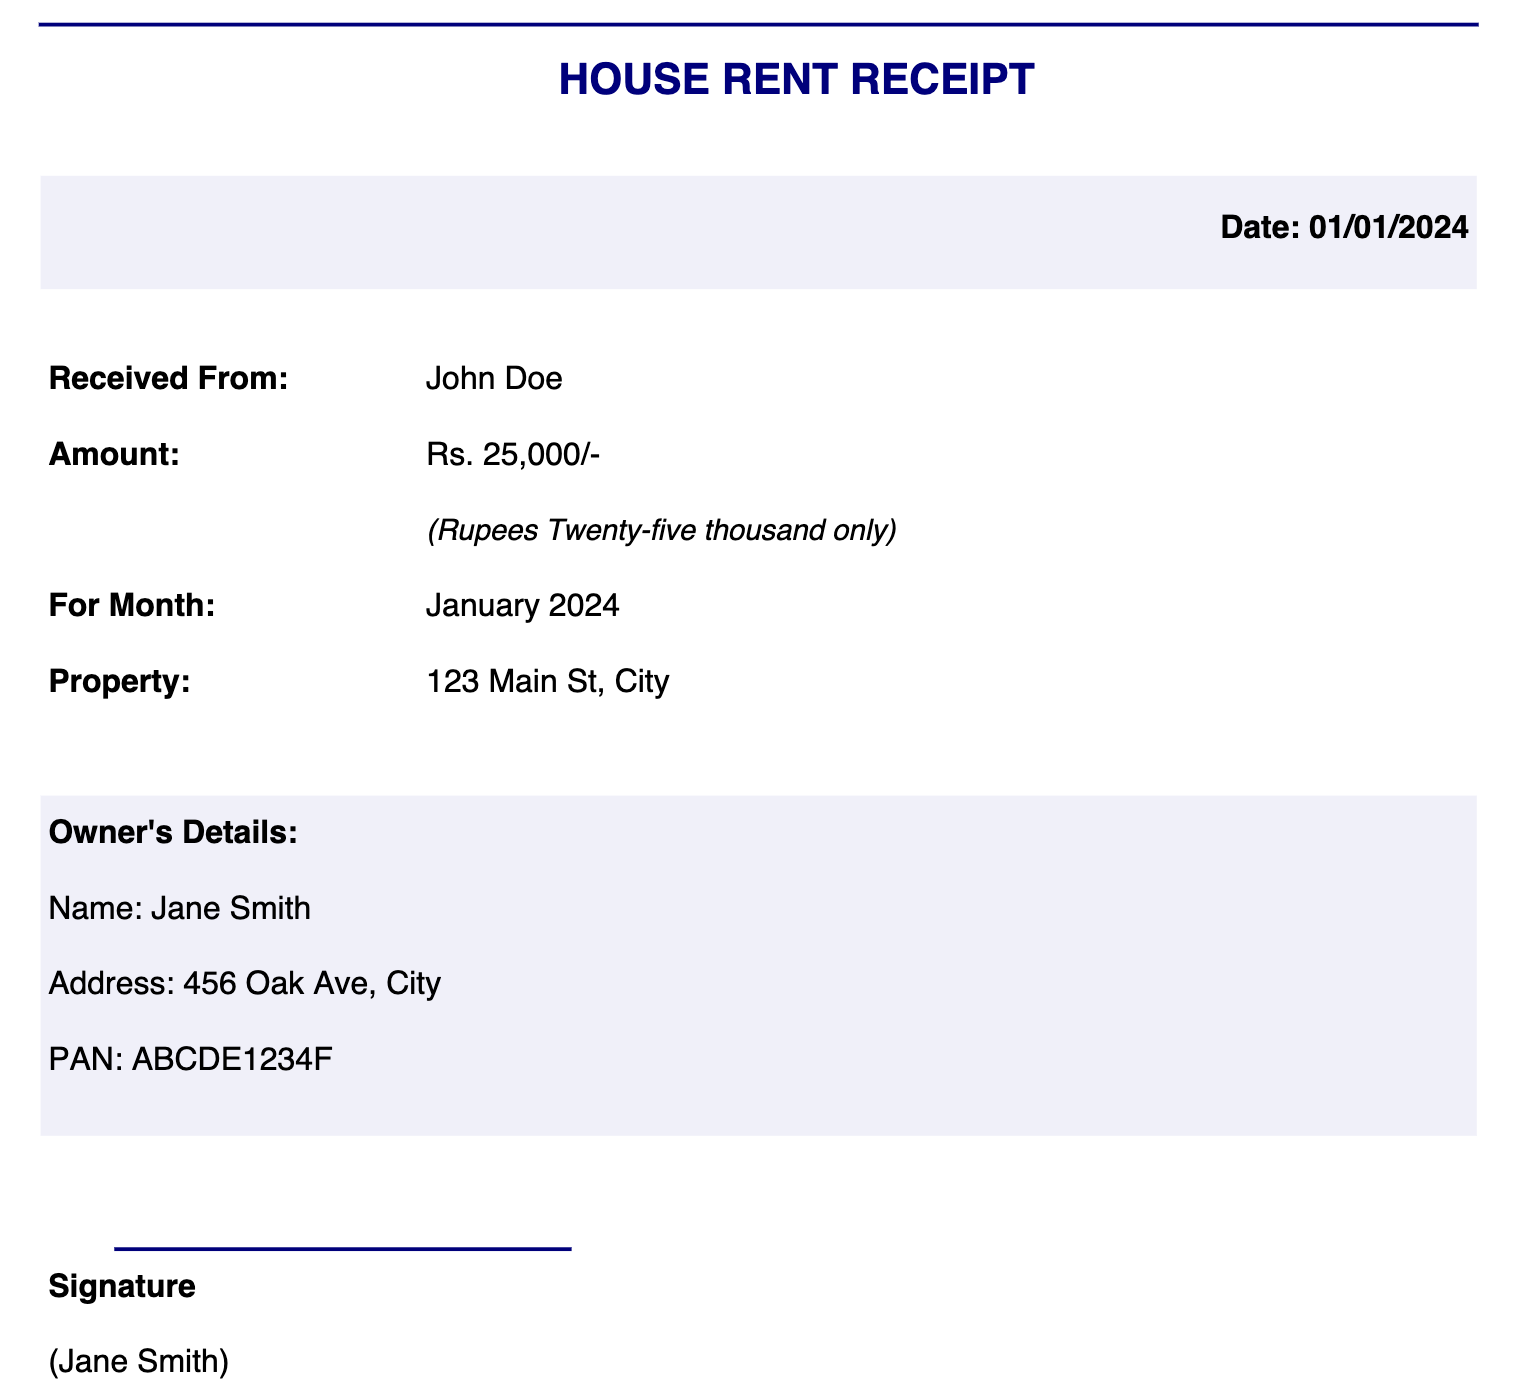 HOUSE RENT RECEIPT
Date: 01/01/2024
Received From: John Doe
Amount: Rs. 25,000/-
(Rupees Twenty-five thousand only)
For Month: January 2024
Property: 123 Main St, City
Owner's Details:
Name: Jane Smith
Address: 456 Oak Ave, City
PAN: ABCDE1234F
Signature
(Jane Smith)